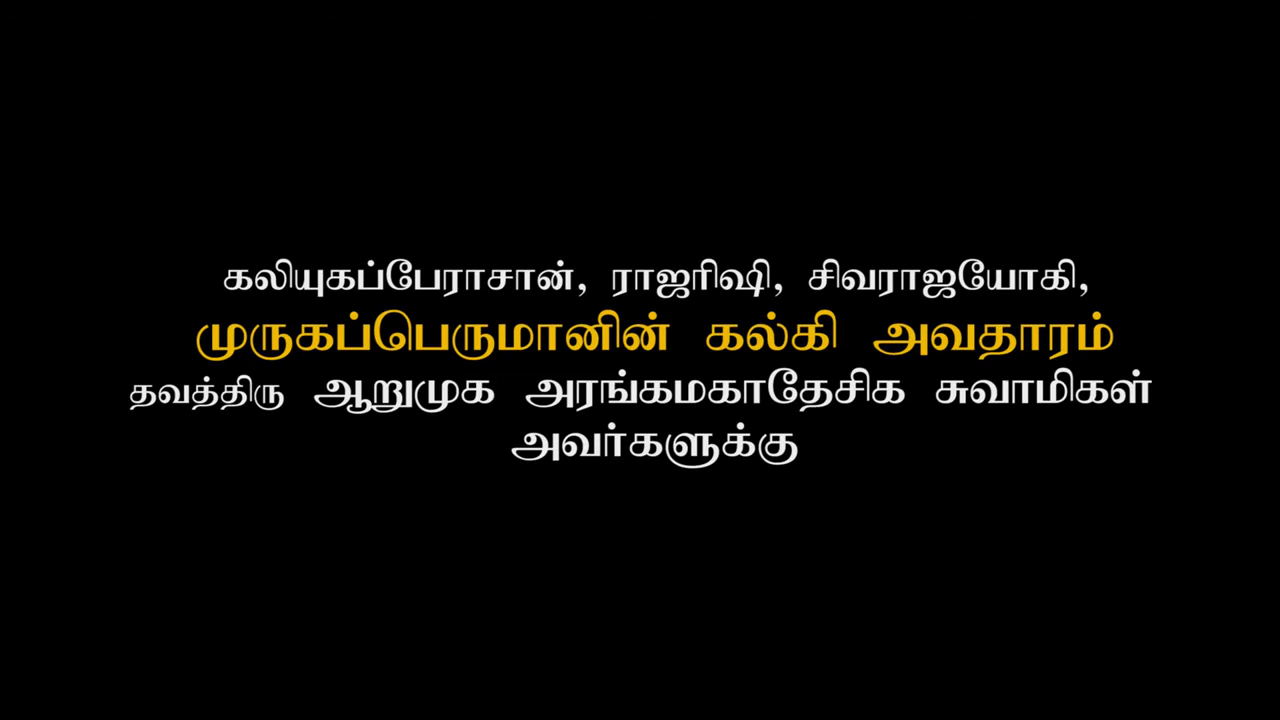 கலியுகப்பேராசான், ராஜரிஷி, சிவராஜயோகி,
முருகப்பெருமானின் கல்கி அவதாரம்
தவத்திரு ஆறுமுக அரங்கமகாதேசிக சுவாமிகள்
அவர்களுக்கு